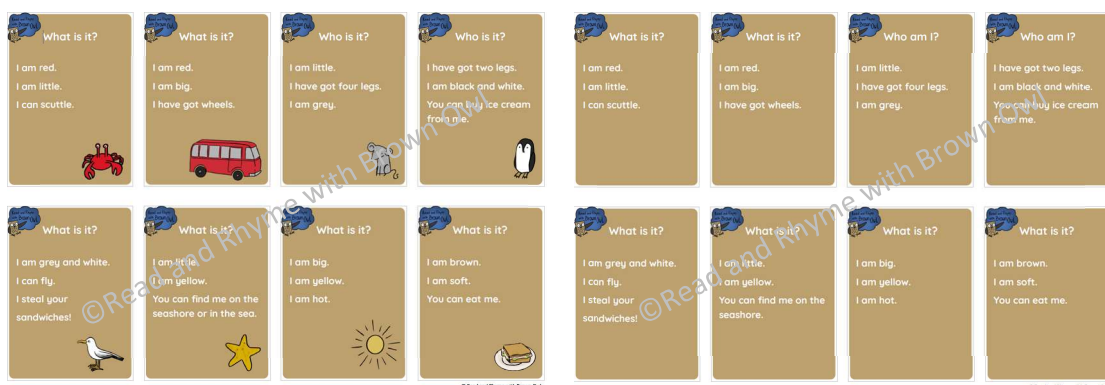 What is it?
I am red.
I am little.
I can scuttle.
What is it?
I am red.
I am big.
I have got wheels.
Who is it?
I am little.
I have got four legs.
I am grey.
Who is it?
I have got two legs.
I am black and white.
You can buy ice cream
from me.
What is it?
I am grey and white.
I can fly.
I steal your
sandwiches!
What is it?
I am little.
I am yellow.
You can find me on the
seashore or in the sea.
What is it?
I am big.
I am yellow.
I am hot.
What is it?
I am brown.
I am soft.
You can eat me.
©Read and Rhyme with Brown Owl
What is it?
I am red.
I am little.
I can scuttle.
What is it?
I am red.
I am big.
I have got wheels.
Who am I?
I am little.
I have got four legs.
I am grey.
Who am I?
I have got two legs.
I am black and white.
You can buy ice cream
from me.
What is it?
I am grey and white.
I can fly.
I steal your
sandwiches!
What is it?
I am little.
I am yellow.
You can find me on the
seashore.
What is it?
I am big.
I am yellow.
I am hot.
What is it?
I am brown.
I am soft.
You can eat me.
©Read and Rhyme with Brown Owl